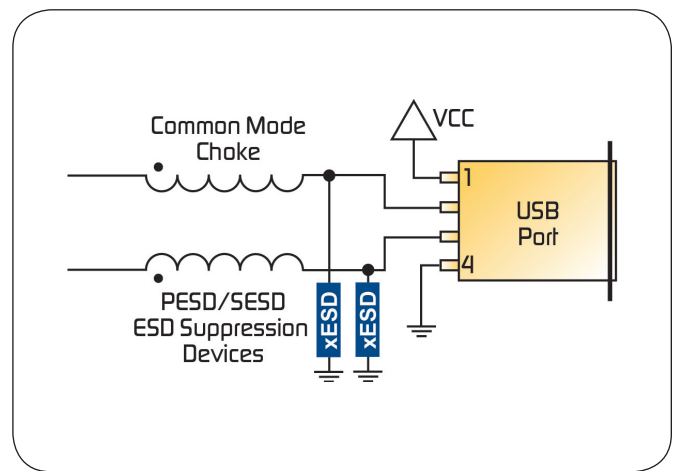 Common Mode
Choke
VCC
1
USB
Port
4
PESD/SESD
ESD Suppression
Devices
xESD
xESD